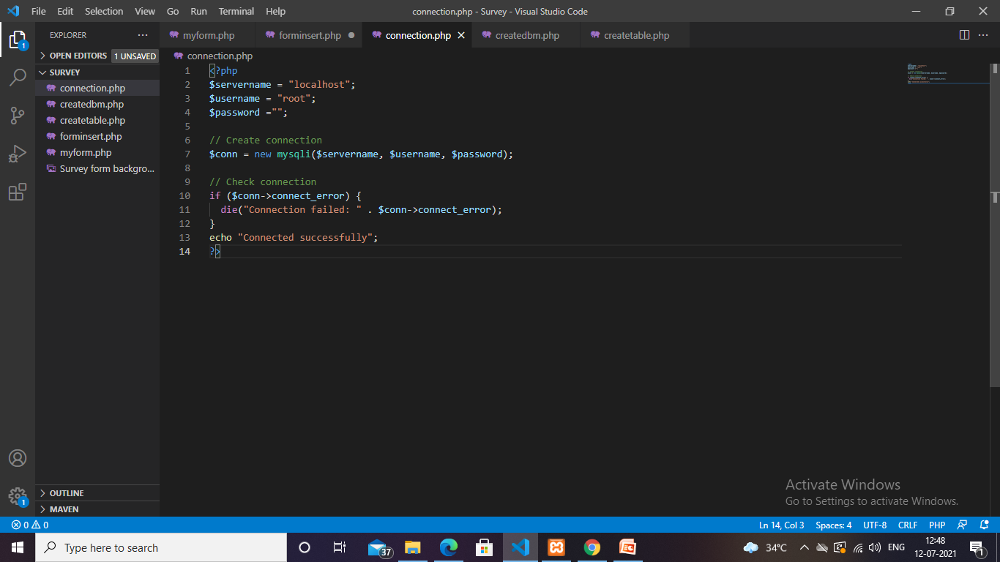 File Edit Selection View Go Run Terminal Help
connection.php - Survey - Visual Studio Code
EXPLORER
OPEN EDITORS 1 UNSAVED
SURVEY
connection.php
createdbm.php
createtable.php
forminsert.php
myform.php
Survey form backgro...
OUTLINE
MAVEN
1
1
myform.php forminsert.php connection.php createdbm.php createtable.php
connection.php
1 <?php
2 $servername = "localhost";
3 $username = "root";
4 $password ="";
5
6 // Create connection
7 $conn = new mysqli($servername, $username, $password);
8
9 // Check connection
10 if ($conn->connect_error) {
11 die("Connection failed: " . $conn->connect_error);
12 }
13 echo "Connected successfully";
14 ?>
Activate Windows
Go to Settings to activate Windows.
0 0 Ln 14, Col 3 Spaces: 4 UTF-8 CRLF PHP
Type here to search
37
34°C ENG
12:48
12-07-2021
1